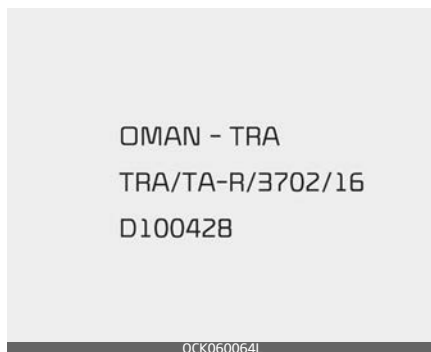 OMAN - TRA
TRA/TA-R/3702/16
D100428
OCK060064L